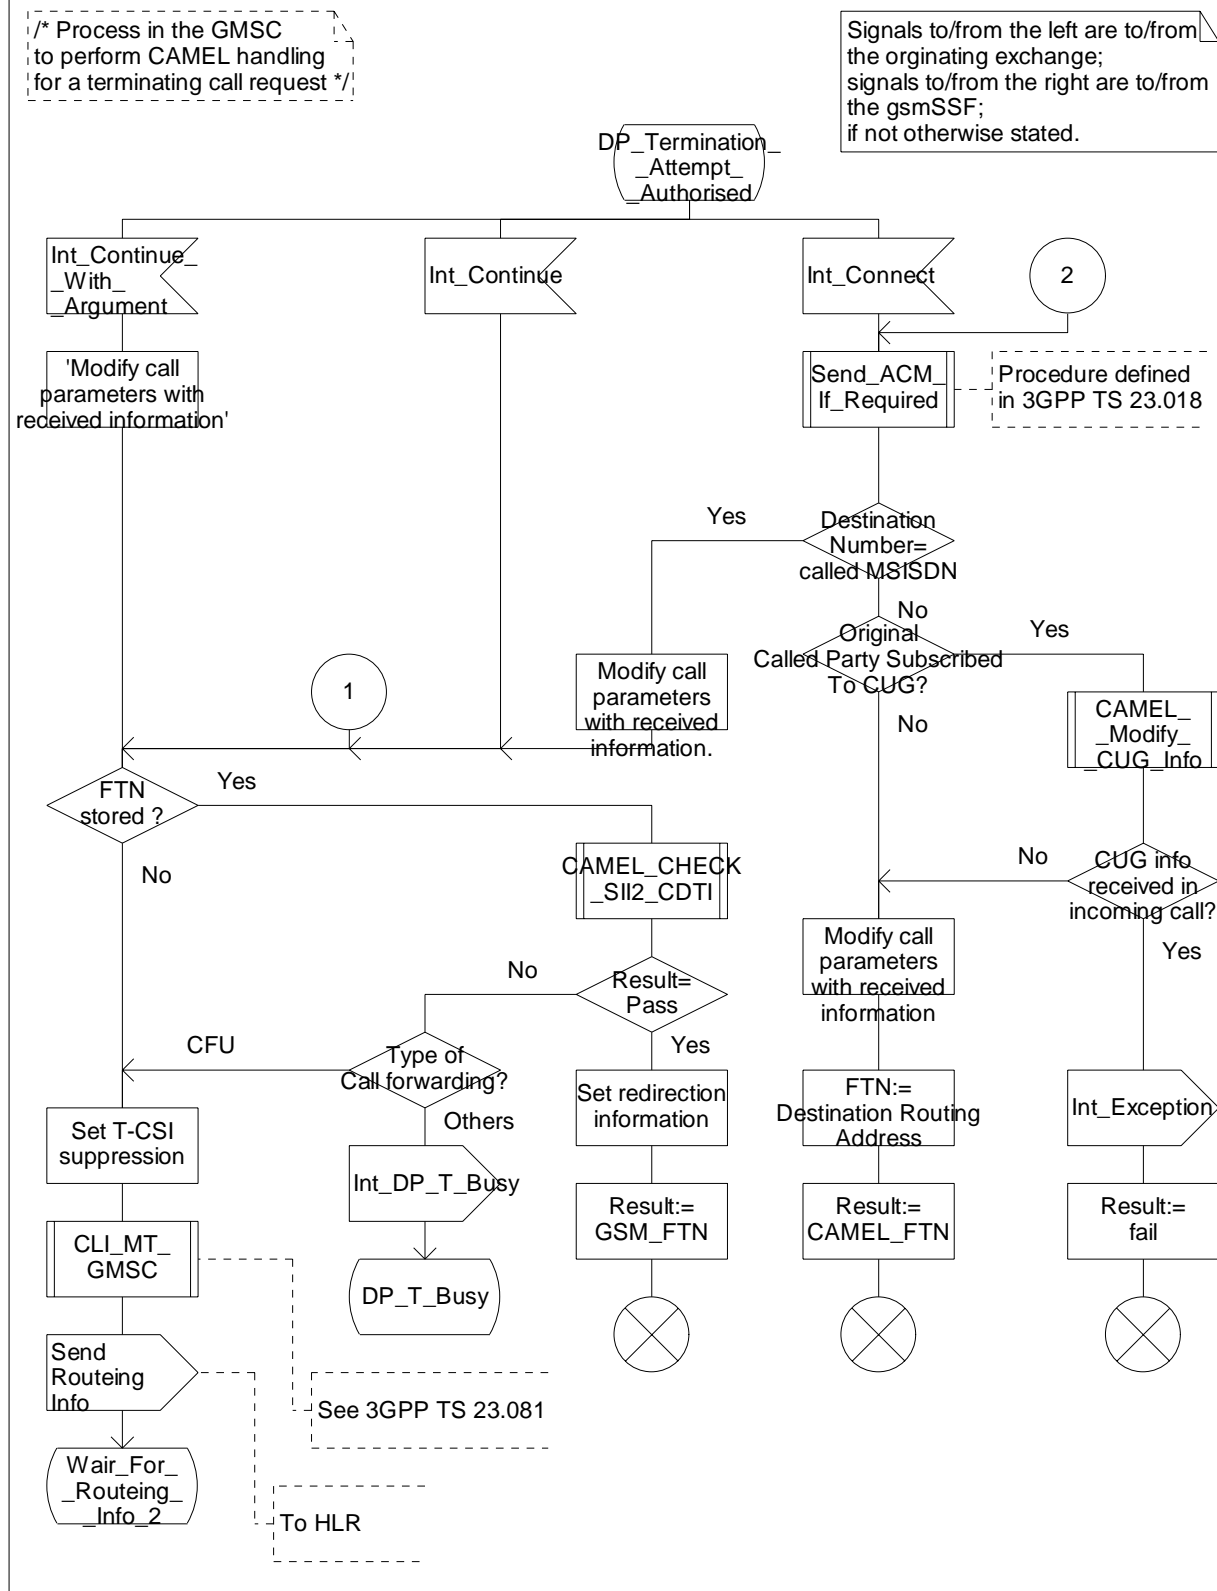 /* Process in the GMSC
to perform CAMEL handling
for a terminating call request */
Signals to/from the left are to/from
the orginating exchange;
signals to/from the right are to/from
the gsmSSF;
if not otherwise stated.
DP_Termination_
_Attempt_
_Authorised
Int_Continue_
_With_
_Argument
Int_Continue
Int_Connect
2
'Modify call
parameters with
received information'
Send_ACM_
If_Required
Procedure defined
in 3GPP TS 23.018
Yes
Destination
Number=
called MSISDN
No
Original
Called Party Subscribed
To CUG?
Yes
No
1
Modify call
parameters
with received
information.
CAMEL_
_Modify_
_CUG_Info
FTN
stored ?
Yes
No
CAMEL_CHECK
_SII2_CDTI
No
CUG info
received in
incoming call?
Yes
Modify call
parameters
with received
information
No
Result=
Pass
Yes
CFU
Type of
Call forwarding?
Others
Set redirection
information
FTN:=
Destination Routing
Address
Int_Exception
Set T-CSI
suppression
Int_DP_T_Busy
Result:=
GSM_FTN
Result:=
CAMEL_FTN
Result:=
fail
CLI_MT_
GMSC
DP_T_Busy
Send
Routeing
Info
See 3GPP TS 23.081
Wair_For_
_Routeing_
_Info_2
To HLR